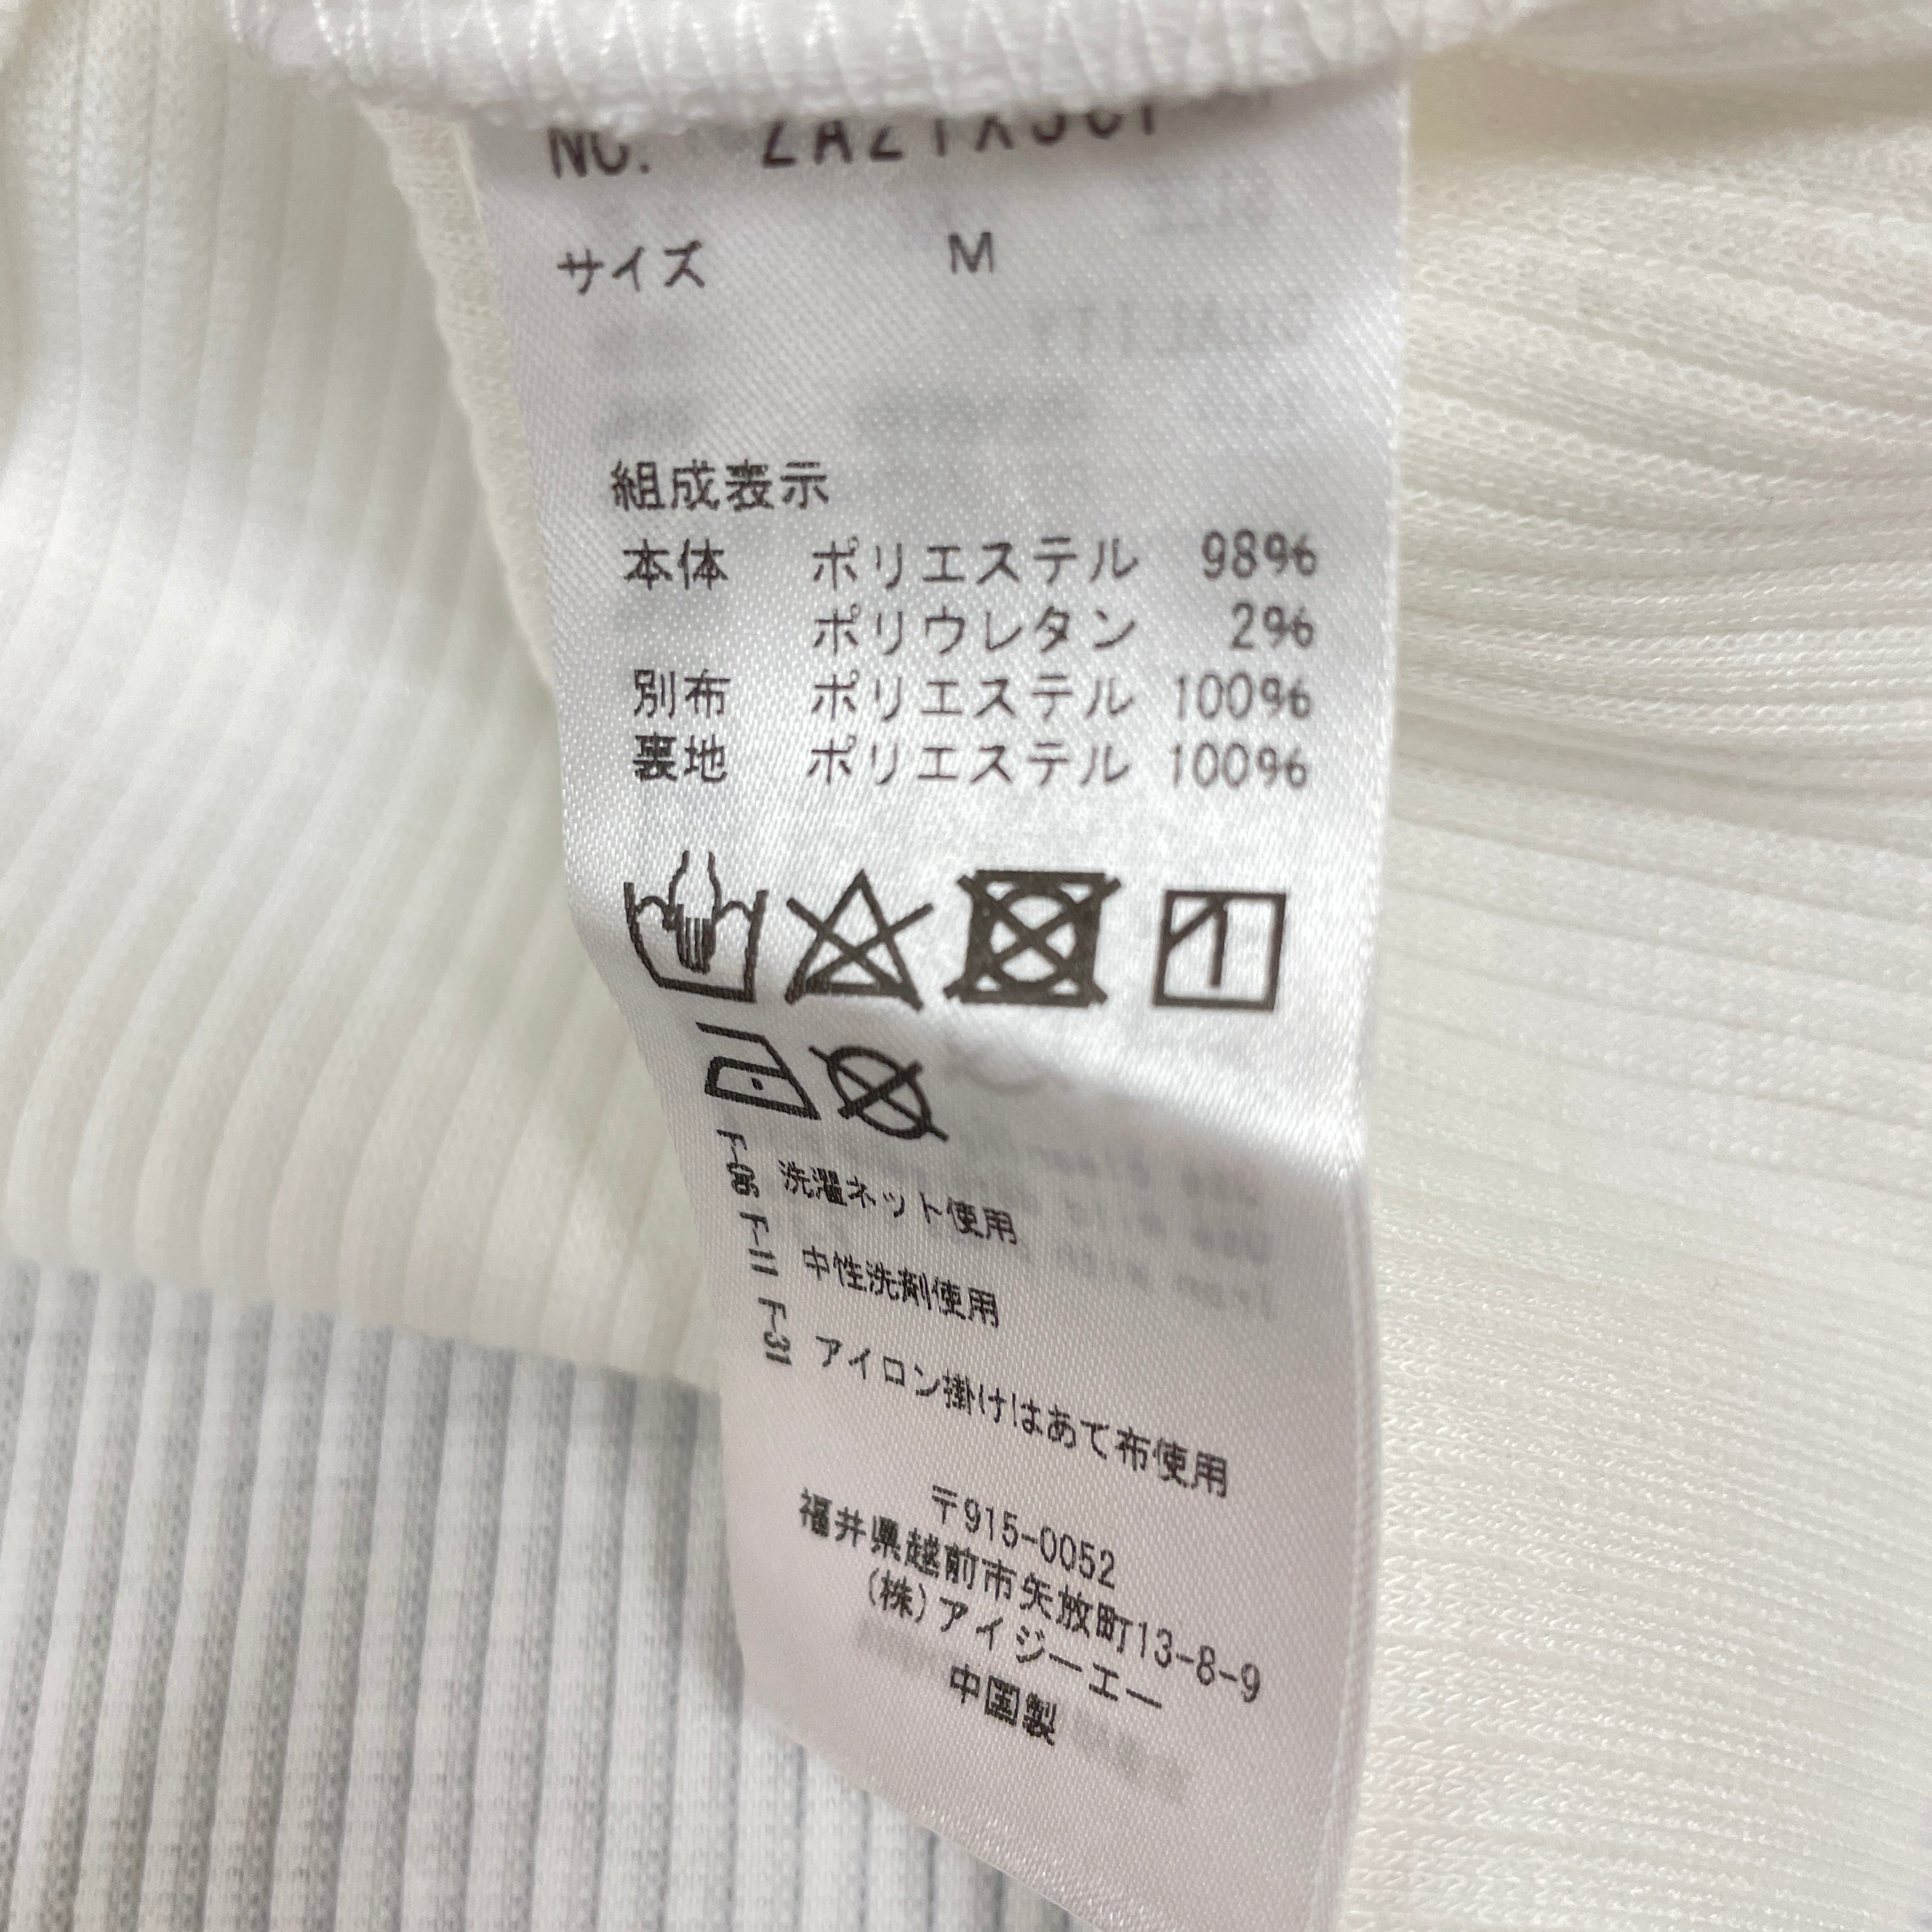 NO.
サイズ M
組成表示
本体 ポリエステル 98%
ポリウレタン 2%
別布 ポリエステル 100%
裏地 ポリエステル 100%
洗濯ネット使用
F-11 中性洗剤使用
F-31 アイロン掛けはあて布使用
〒915-0052
福井県越前市矢放町13-8-9
(株)アイジーエー
中国製